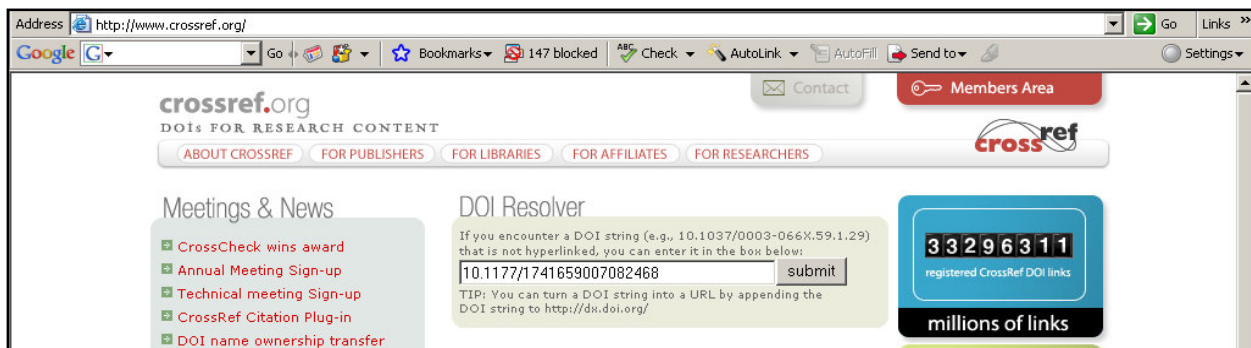 Address http://www.crossref.org/ Go Links »
Google G Go Bookmarks 147 blocked ABC Check AutoLink AutoFill Send to Settings
Contact Members Area
crossref.org
DOIs FOR RESEARCH CONTENT
crossref
ABOUT CROSSREF FOR PUBLISHERS FOR LIBRARIES FOR AFFILIATES FOR RESEARCHERS
Meetings & News
CrossCheck wins award
Annual Meeting Sign-up
Technical meeting Sign-up
CrossRef Citation Plug-in
DOI name ownership transfer
DOI Resolver
If you encounter a DOI string (e.g., 10.1037/0003-066X.59.1.29)
that is not hyperlinked, you can enter it in the box below:
10.1177/1741659007082468 submit
TIP: You can turn a DOI string into a URL by appending the
DOI string to http://dx.doi.org/
33296311
registered CrossRef DOI links
millions of links